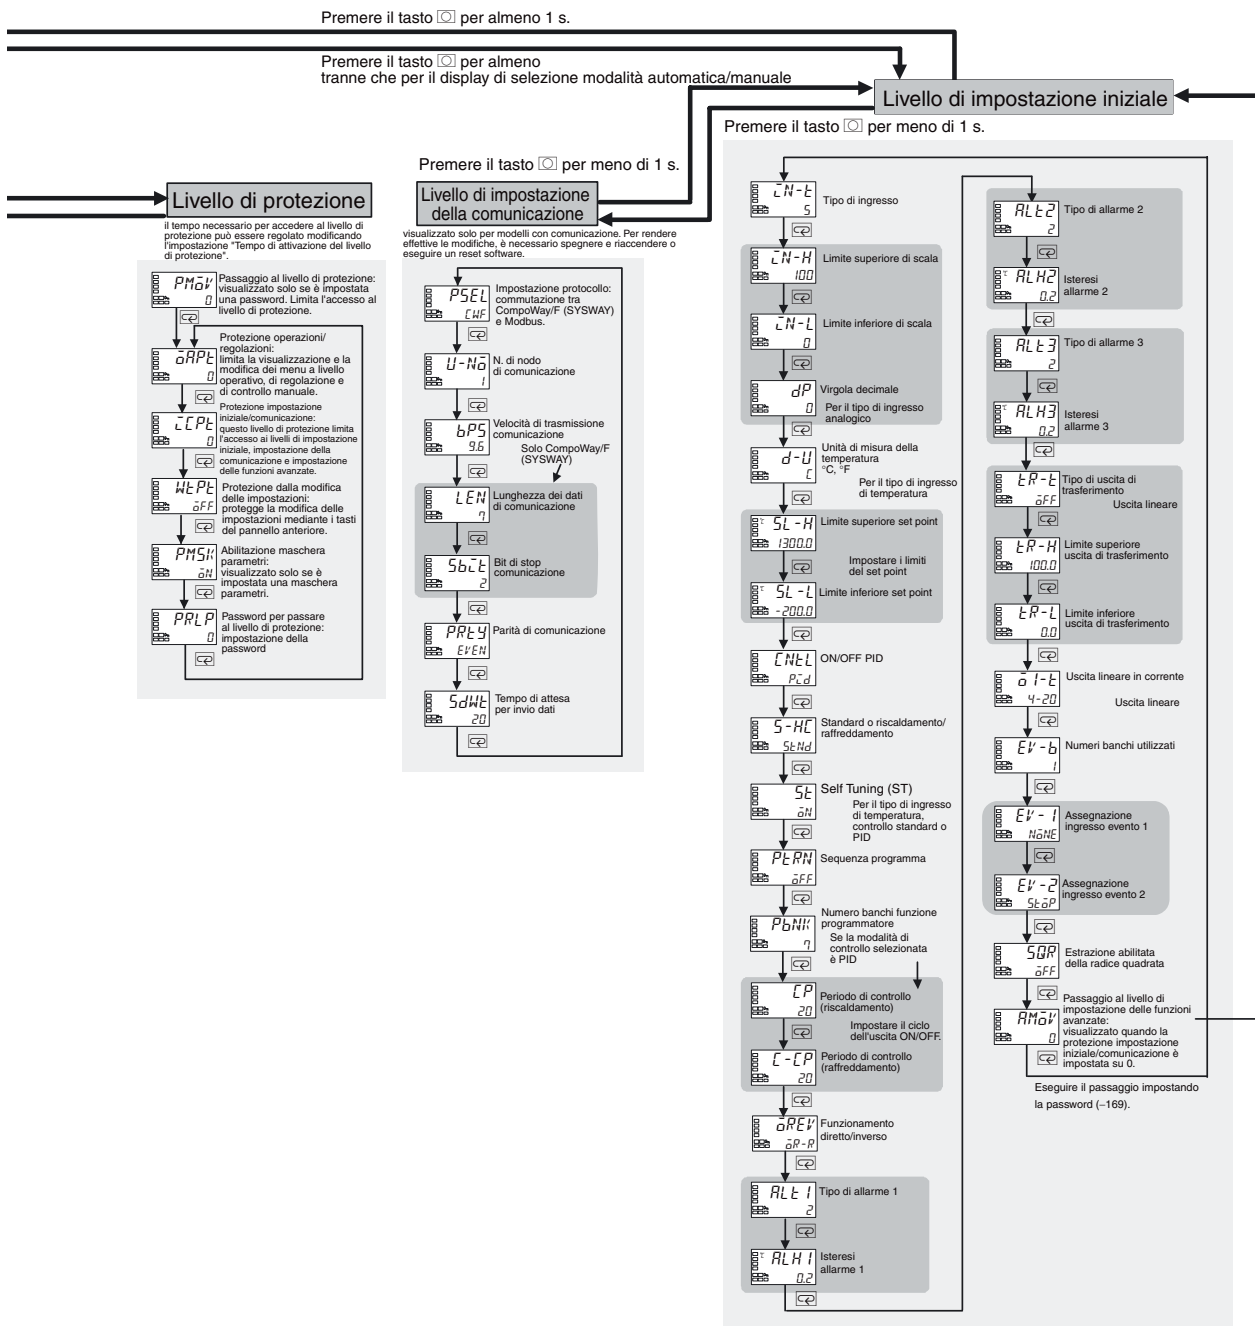 Premere il tasto per almeno 1 s.
Premere il tasto per almeno
tranne che per il display di selezione modalità automatica/manuale
Livello di impostazione iniziale
Premere il tasto per meno di 1 s.
Premere il tasto per meno di 1 s.
Livello di protezione
il tempo necessario per accedere al livello di
protezione può essere regolato modificando
l'impostazione "Tempo di attivazione del livello
di protezione".
Passaggio al livello di protezione:
visualizzato solo se è impostata
una password. Limita l'accesso al
livello di protezione.
0
Protezione operazioni/
regolazioni:
limita la visualizzazione e la
modifica dei menu a livello
operativo, di regolazione e
di controllo manuale.
0
Protezione impostazione
iniziale/comunicazione:
questo livello di protezione limita
l'accesso ai livelli di impostazione
iniziale, impostazione della
comunicazione e impostazione
delle funzioni avanzate.
0
Protezione dalla modifica
delle impostazioni:
protegge la modifica delle
impostazioni mediante i tasti
del pannello anteriore.
oFF
Abilitazione maschera
parametri:
visualizzato solo se è
impostata una maschera
parametri.
oN
Password per passare
al livello di protezione:
impostazione della
password
PRLP
0
Livello di impostazione
della comunicazione
visualizzato solo per modelli con comunicazione. Per rendere
effettive le modifiche, è necessario spegnere e riaccendere o
eseguire un reset software.
PSEL
CWF
Impostazione protocollo:
commutazione tra
CompoWay/F (SYSWAY)
e Modbus.
U-No
1
N. di nodo
di comunicazione
bPS
9.6
Velocità di trasmissione
comunicazione
Solo CompoWay/F
(SYSWAY)
LEN
7
Lunghezza dei dati
di comunicazione
Sbit
2
Bit di stop
comunicazione
PRtY
EVEN
Parità di comunicazione
SdWt
20
Tempo di attesa
per invio dati
iN-t
5
Tipo di ingresso
iN-H
100
Limite superiore di scala
iN-L
0
Limite inferiore di scala
dP
0
Virgola decimale
Per il tipo di ingresso
analogico
d-U
C
Unità di misura della
temperatura
°C, °F
Per il tipo di ingresso
di temperatura
SL-H
1300.0
Limite superiore set point
Impostare i limiti
del set point
SL-L
-200.0
Limite inferiore set point
CNtL
Pid
ON/OFF PID
S-HC
StNd
Standard o riscaldamento/
raffreddamento
St
oN
Self Tuning (ST)
Per il tipo di ingresso
di temperatura,
controllo standard o
PID
PtRN
oFF
Sequenza programma
PbNK
7
Numero banchi funzione
programmatore
Se la modalità di
controllo selezionata
è PID
CP
20
Periodo di controllo
(riscaldamento)
Impostare il ciclo
dell'uscita ON/OFF.
C-CP
20
Periodo di controllo
(raffreddamento)
oREV
oR-R
Funzionamento
diretto/inverso
ALt1
2
Tipo di allarme 1
ALH1
0.2
Isteresi
allarme 1
ALt2
2
Tipo di allarme 2
ALH2
0.2
Isteresi
allarme 2
ALt3
2
Tipo di allarme 3
ALH3
0.2
Isteresi
allarme 3
tR-t
oFF
Tipo di uscita di
trasferimento
Uscita lineare
tR-H
100.0
Limite superiore
uscita di trasferimento
tR-L
0.0
Limite inferiore
uscita di trasferimento
o1-t
4-20
Uscita lineare in corrente
Uscita lineare
EV-b
1
Numeri banchi utilizzati
EV-1
NoNE
Assegnazione
ingresso evento 1
EV-2
StoP
Assegnazione
ingresso evento 2
SQR
oFF
Estrazione abilitata
della radice quadrata
AMoV
0
Passaggio al livello di
impostazione delle funzioni
avanzate:
visualizzato quando la
protezione impostazione
iniziale/comunicazione è
impostata su 0.
Eseguire il passaggio impostando
la password (−169).